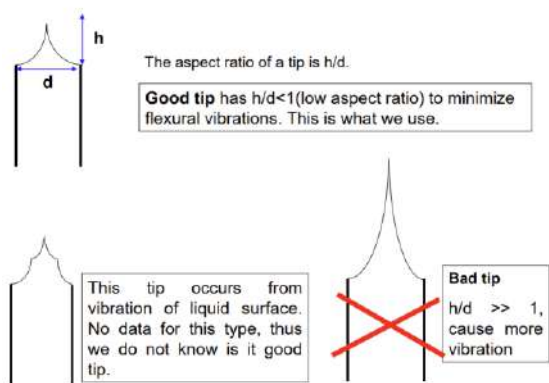 h
d
The aspect ratio of a tip is h/d.
Good tip has h/d<1(low aspect ratio) to minimize
flexural vibrations. This is what we use.
This tip occurs from
vibration of liquid surface.
No data for this type, thus
we do not know is it good
tip.
Bad tip
h/d >> 1,
cause more
vibration